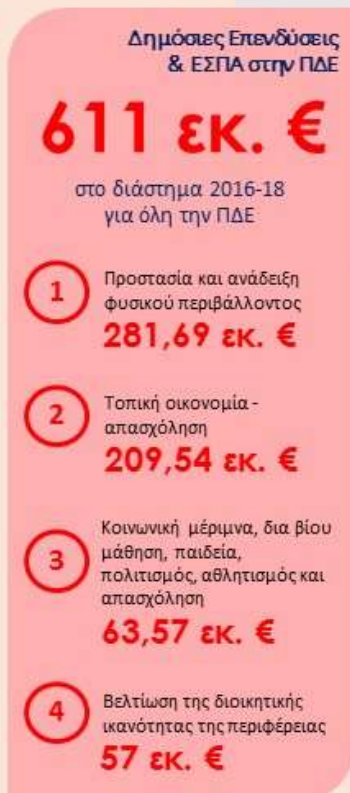 Δημόσιες Επενδύσεις
& ΕΣΠΑ στην ΠΔΕ
611 εκ. €
στο διάστημα 2016-18
για όλη την ΠΔΕ
1
Προστασία και ανάδειξη
φυσικού περιβάλλοντος
281,69 εκ. €
2
Τοπική οικονομία -
απασχόληση
209,54 εκ. €
3
Κοινωνική μέριμνα, δια βίου
μάθηση, παιδεία,
πολιτισμός, αθλητισμός και
απασχόληση
63,57 εκ. €
4
Βελτίωση της διοικητικής
ικανότητας της περιφέρειας
57 εκ. €